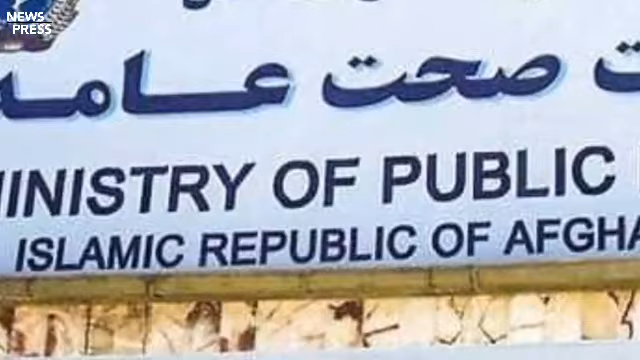 NEWS
PRESS
صحت عامه
MINISTRY OF PUBLIC
ISLAMIC REPUBLIC OF